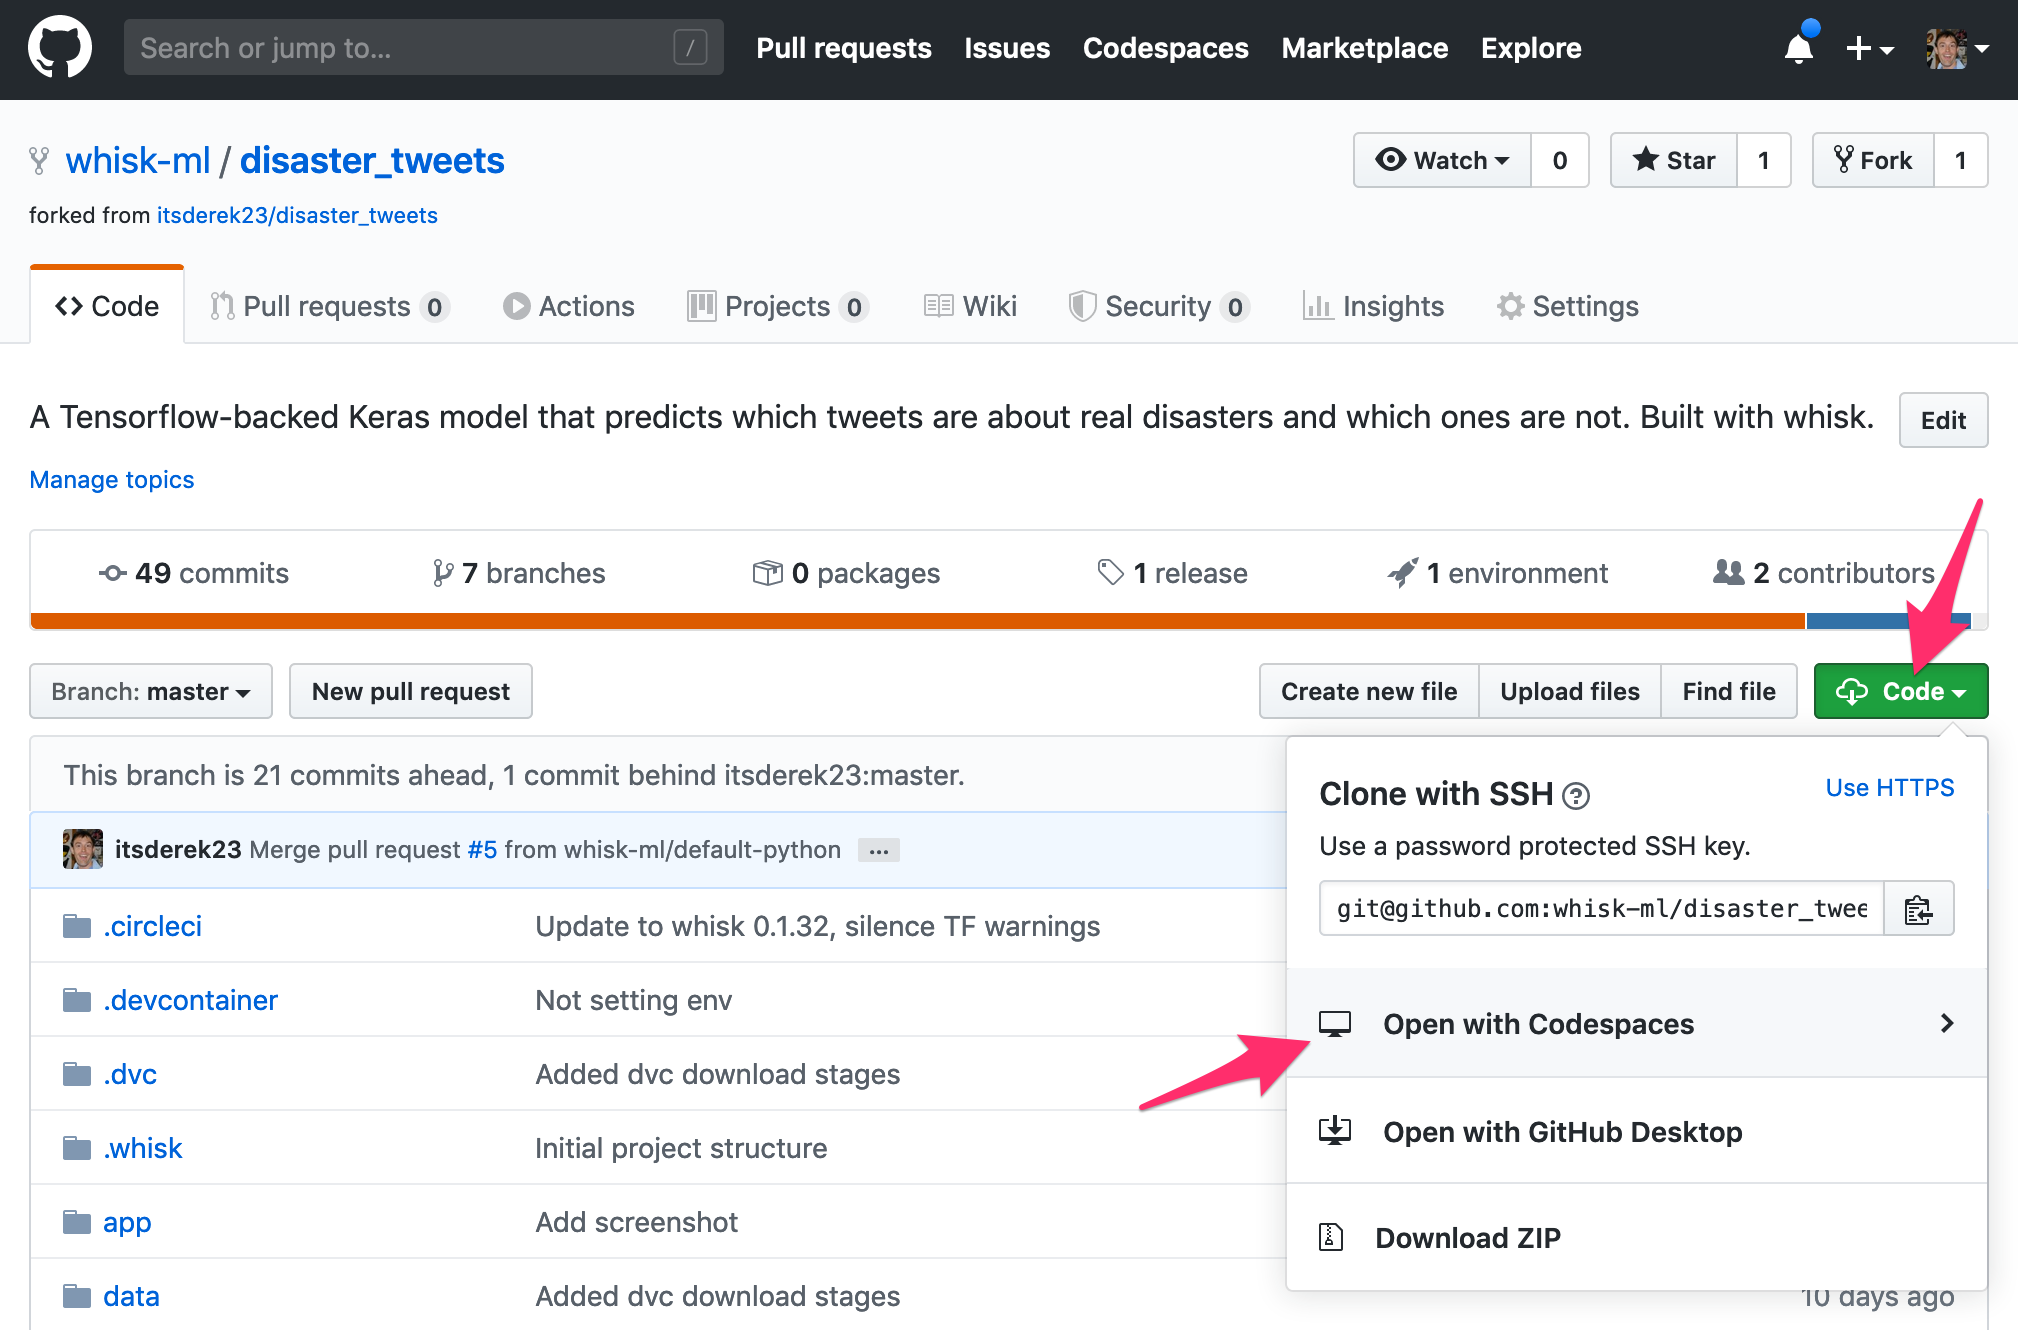 Search or jump to... / Pull requests Issues Codespaces Marketplace Explore
whisk-ml / disaster_tweets Watch 0 Star 1 Fork 1
forked from itsderek23/disaster_tweets
Code Pull requests 0 Actions Projects 0 Wiki Security 0 Insights Settings
A Tensorflow-backed Keras model that predicts which tweets are about real disasters and which ones are not. Built with whisk. Edit
Manage topics
49 commits 7 branches 0 packages 1 release 1 environment 2 contributors
Branch: master New pull request Create new file Upload files Find file Code
This branch is 21 commits ahead, 1 commit behind itsderek23:master.
Clone with SSH ? Use HTTPS
Use a password protected SSH key.
itsderek23 Merge pull request #5 from whisk-ml/default-python ...
git@github.com:whisk-ml/disaster_twee
.circleci Update to whisk 0.1.32, silence TF warnings
.devcontainer Not setting env
Open with Codespaces
.dvc Added dvc download stages
Open with GitHub Desktop
.whisk Initial project structure
app Add screenshot
Download ZIP
data Added dvc download stages 10 days ago